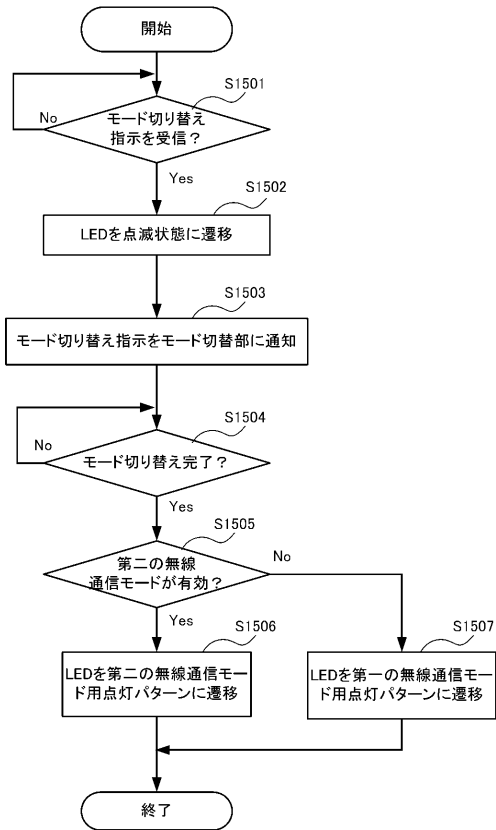 開始
S1501
モード切り替え
指示を受信？
No
Yes
S1502
LEDを点滅状態に遷移
S1503
モード切り替え指示をモード切替部に通知
S1504
No
モード切り替え完了？
Yes
S1505
第二の無線
通信モードが有効？
No
Yes
S1506
LEDを第二の無線通信モー
ド用点灯パターンに遷移
S1507
LEDを第一の無線通信モー
ド用点灯パターンに遷移
終了